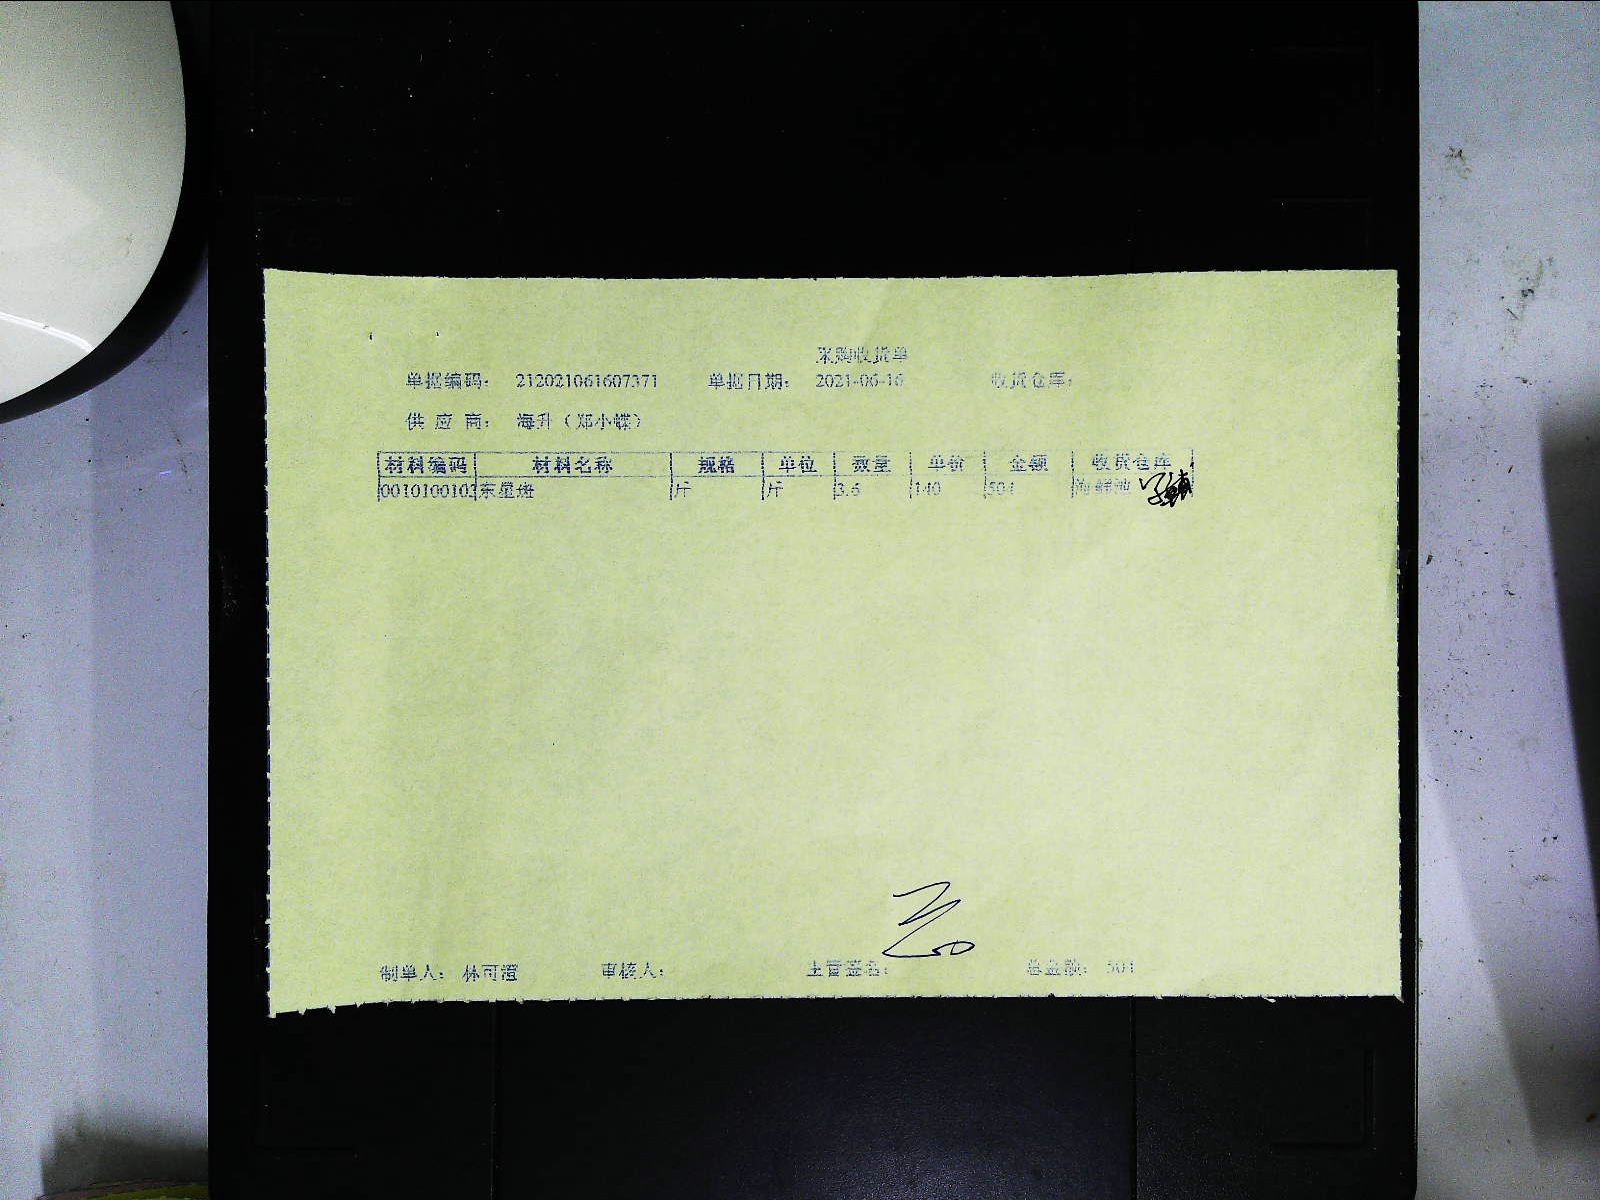 采购收货单
单据编码: 212021061607371 单据日期: 2021-06-16 收货仓库:
供应商: 海升（郑小蝶）
材料编码 材料名称 规格 单位 数量 单价 金额 收货仓库
0010100102 东星斑 斤 斤 3.6 140 504 海鲜池
制单人: 林可澄 审核人: 主管签名: 总金额: 504